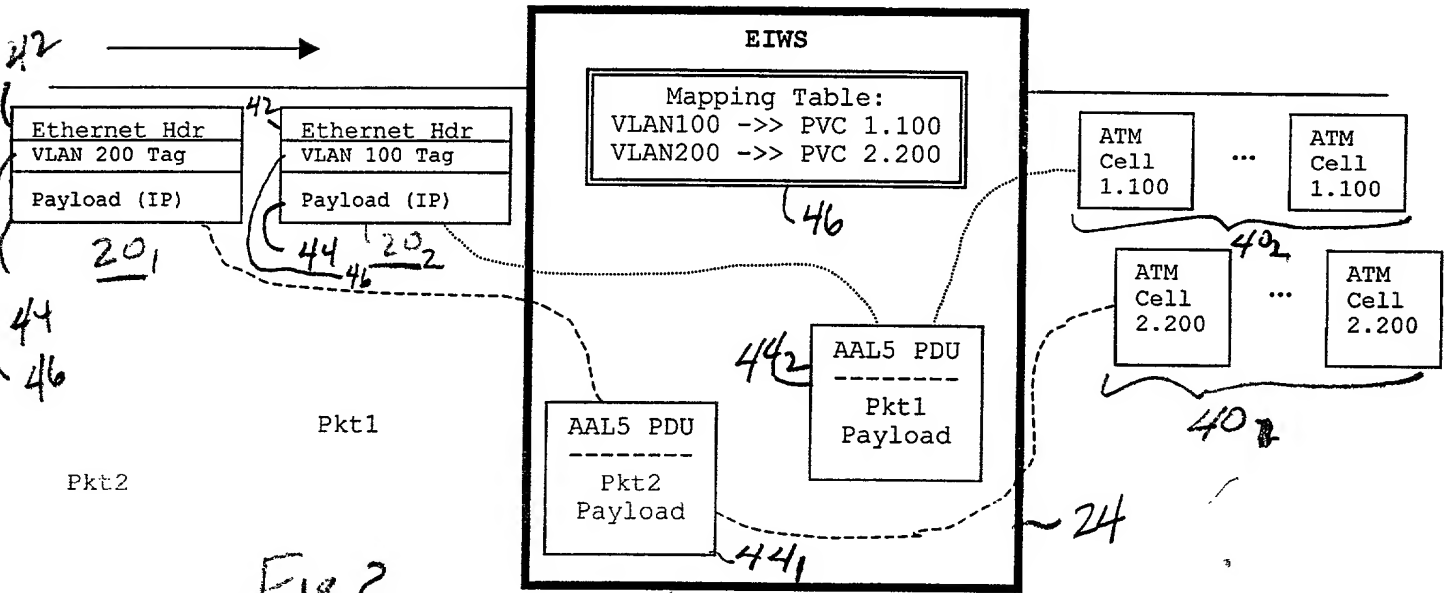 42
Ethernet Hdr
VLAN 200 Tag
Payload (IP)
20₁
44
46
42
Ethernet Hdr
VLAN 100 Tag
Payload (IP)
44
46
20₂
Pkt1
Pkt2
EIWS
Mapping Table:
VLAN100 ->> PVC 1.100
VLAN200 ->> PVC 2.200
46
AAL5 PDU
---------
Pkt1
Payload
44₂
AAL5 PDU
---------
Pkt2
Payload
44₁
24
ATM
Cell
1.100
...
ATM
Cell
1.100
40₂
ATM
Cell
2.200
...
ATM
Cell
2.200
40
Fig 2